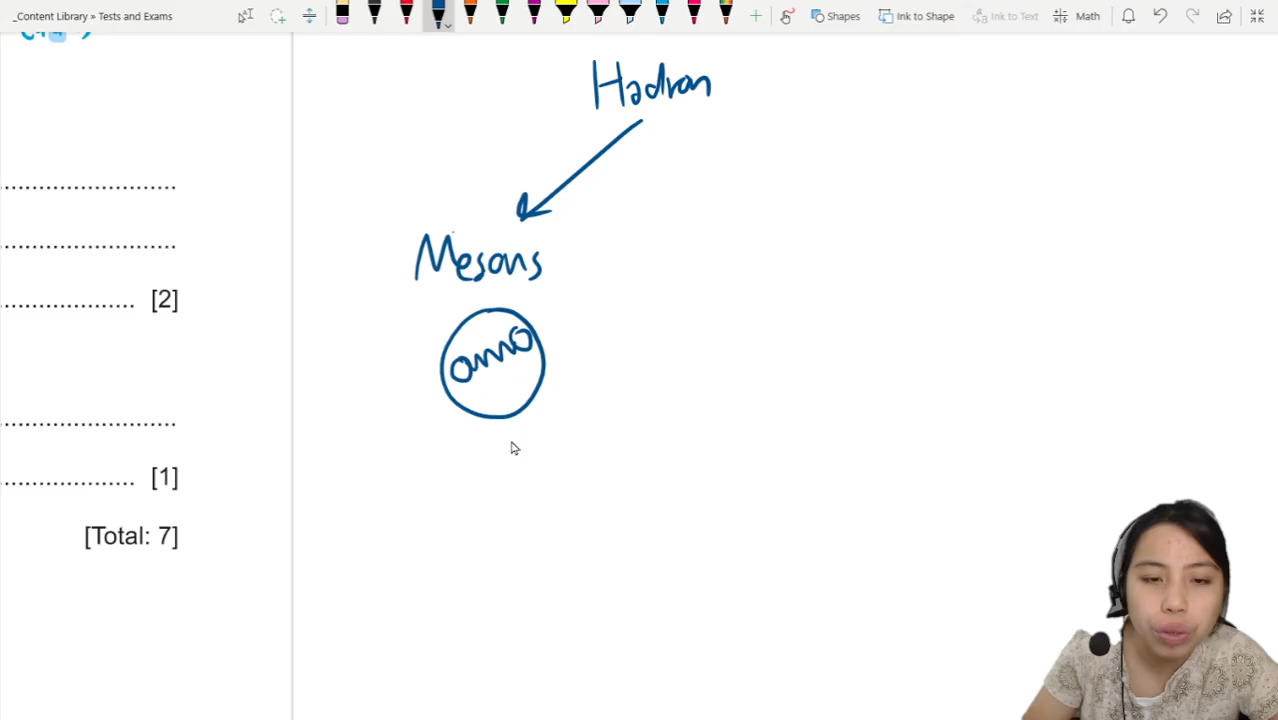 _Content Library » Tests and Exams
Shapes
Ink to Shape
Ink to Text
Math
Hadron
Mesons
.......................... 
..........................
.................... [2]
..........................
.................... [1]
[Total: 7]